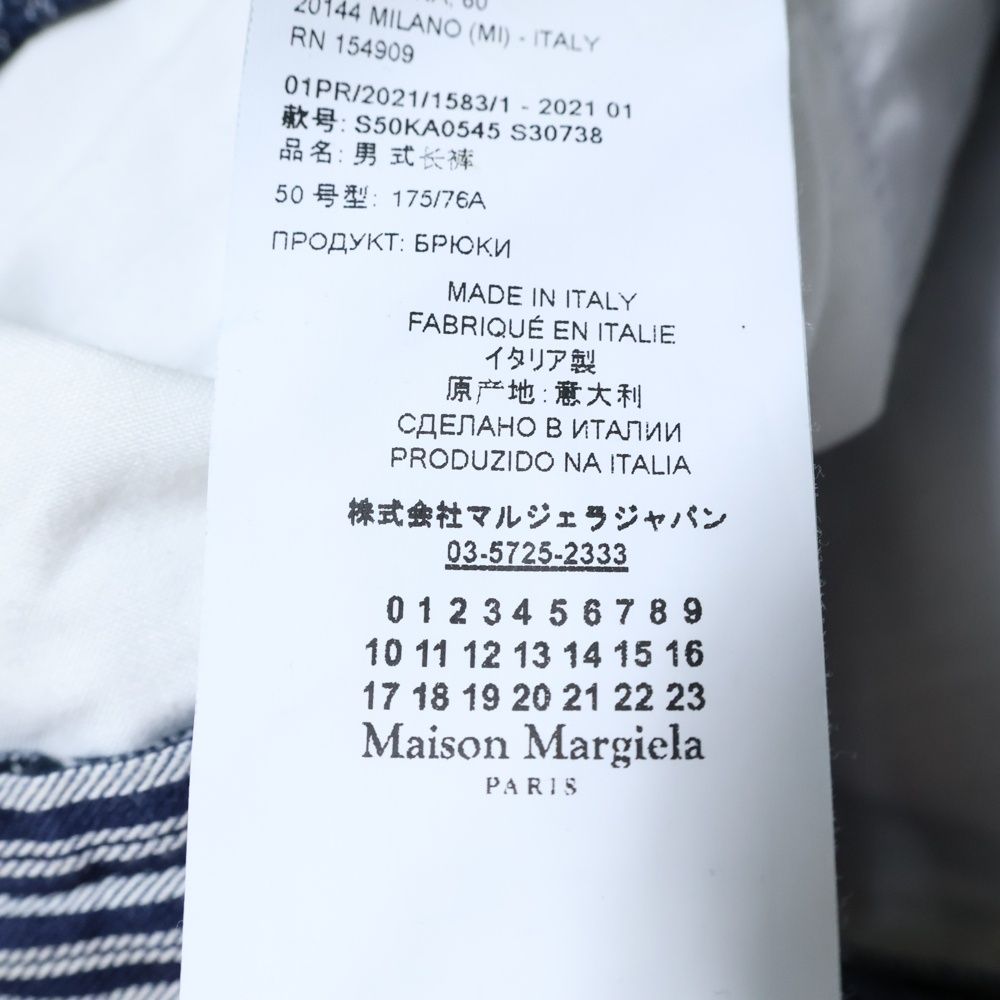 60
20144 MILANO (MI) - ITALY
RN 154909
01PR/2021/1583/1 - 2021 01
款号: S50KA0545 S30738
品名: 男 式长裤
50 号型: 175/76A
ПРОДУКТ: БРЮКИ
MADE IN ITALY
FABRIQUÉ EN ITALIE
イタリア製
原产地:意大利
СДЕЛАНО В ИТАЛИИ
PRODUZIDO NA ITALIA
株式会社マルジェラジャパン
03-5725-2333
0 1 2 3 4 5 6 7 8 9
10 11 12 13 14 15 16
17 18 19 20 21 22 23
Maison Margiela
PARIS